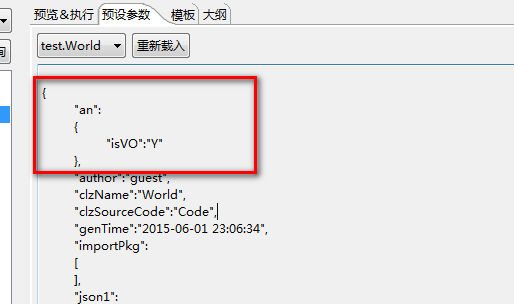 预览&执行 预设参数 模板 大纲
test.World 重新载入
间
{
"an":
{
"isVO":"Y"
},
"author":"guest",
"clzName":"World",
"clzSourceCode":"Code",
"genTime":"2015-06-01 23:06:34",
"importPkg":
[
],
"json1":